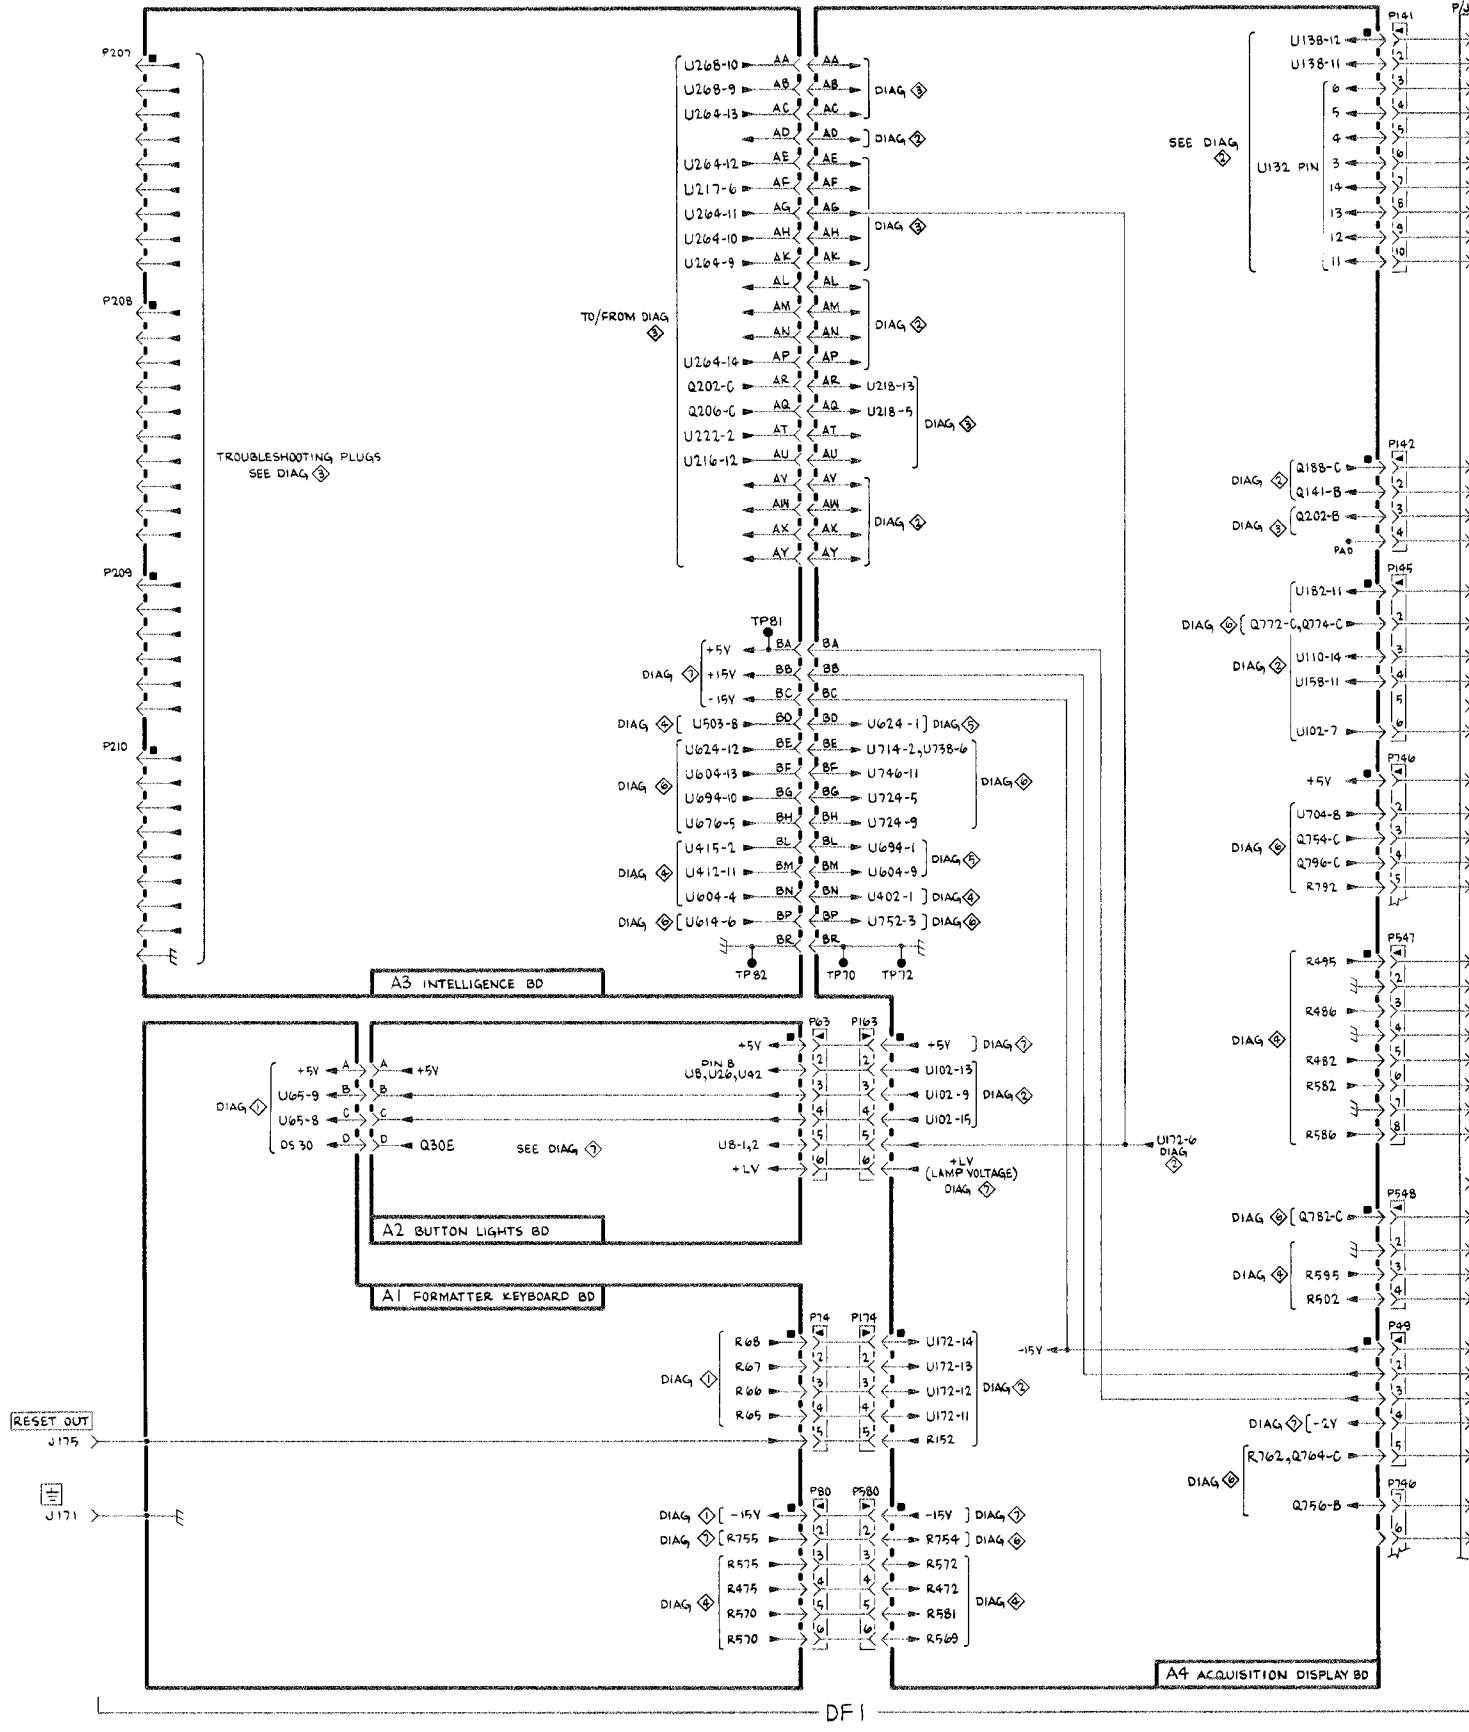 P207
P208
TROUBLESHOOTING PLUGS
SEE DIAG 3
P209
P210
TO/FROM DIAG
3
U268-10 AA AA
U268-9 AB AB DIAG 3
U264-13 AC AC
AD AD DIAG 2
U264-12 AE AE
U217-6 AF AF
U264-11 AG AG DIAG 3
U264-10 AH AH
U264-9 AK AK
AL AL
AM AM
AN AN DIAG 2
U264-14 AP AP
Q202-C AR AR U218-13
Q206-C AQ AQ U218-5
U222-2 AT AT DIAG 3
U216-12 AU AU
AV AV
AW AW DIAG 2
AX AX
AY AY
TP81
+5V BA BA
DIAG 7 +15V BB BB
-15V BC BC
DIAG 4 U503-8 BD BD U624-1 DIAG 5
U624-12 BE BE U714-2, U738-6
DIAG 6 U604-13 BF BF U746-11 DIAG 6
U694-10 BG BG U724-5
U676-5 BH BH U724-9
U415-2 BL BL U694-1
DIAG 4 U412-11 BM BM U604-9 DIAG 5
U604-4 BN BN U402-1 DIAG 4
DIAG 6 U614-6 BP BP U752-3 DIAG 6
BR BR
TP82 TP70 TP72
A3 INTELLIGENCE BD
P63 P163
+5V +5V DIAG 7
PIN 8
U8, U26, U42 2 2 U102-13
3 3 U102-9 DIAG 2
4 4 U102-15
U8-1,2 5 5 U172-6
DIAG
2
+LV 6 6 +LV
(LAMP VOLTAGE)
DIAG 7
DIAG 1
+5V A A +5V
U65-9 B B
U65-8 C C
DS30 D D Q30E
SEE DIAG 7
A2 BUTTON LIGHTS BD
A1 FORMATTER KEYBOARD BD
P74 P174
R68 U172-14
R67 2 2 U172-13
DIAG 1 R66 3 3 U172-12 DIAG 2
R65 4 4 U172-11
5 5 R152
RESET OUT
J175
J171
P80 P580
DIAG 1 -15V -15V DIAG 7
DIAG 7 R755 2 2 R754 DIAG 6
R575 3 3 R572
DIAG 4 R475 4 4 R472 DIAG 4
R570 5 5 R581
R570 6 6 R569
P/J
P141
U138-12
U138-11 2
6 3
5 4
SEE DIAG
2
4 5
U132 PIN 3 6
14 7
13 8
12 9
11 10
P142
DIAG 2 Q188-C
Q141-B 2
DIAG 3 Q202-B 3
PAD 4
P145
U182-11
DIAG 6 Q772-C, Q774-C 2
DIAG 2 U110-14 3
U158-11 4
5
U102-7 6
P746
+5V
U704-8 2
DIAG 6 Q754-C 3
Q796-C 4
R792 5
P547
R495
2
R486 3
DIAG 4 4
R482 5
R582 6
7
R586 8
P548
DIAG 6 Q782-C
2
DIAG 4 R595 3
R502 4
P49
-15V
2
3
DIAG 7 -2V 4
R762, Q764-C 5
DIAG 6
P746
Q756-B 7
6
A4 ACQUISITION DISPLAY BD
DF1